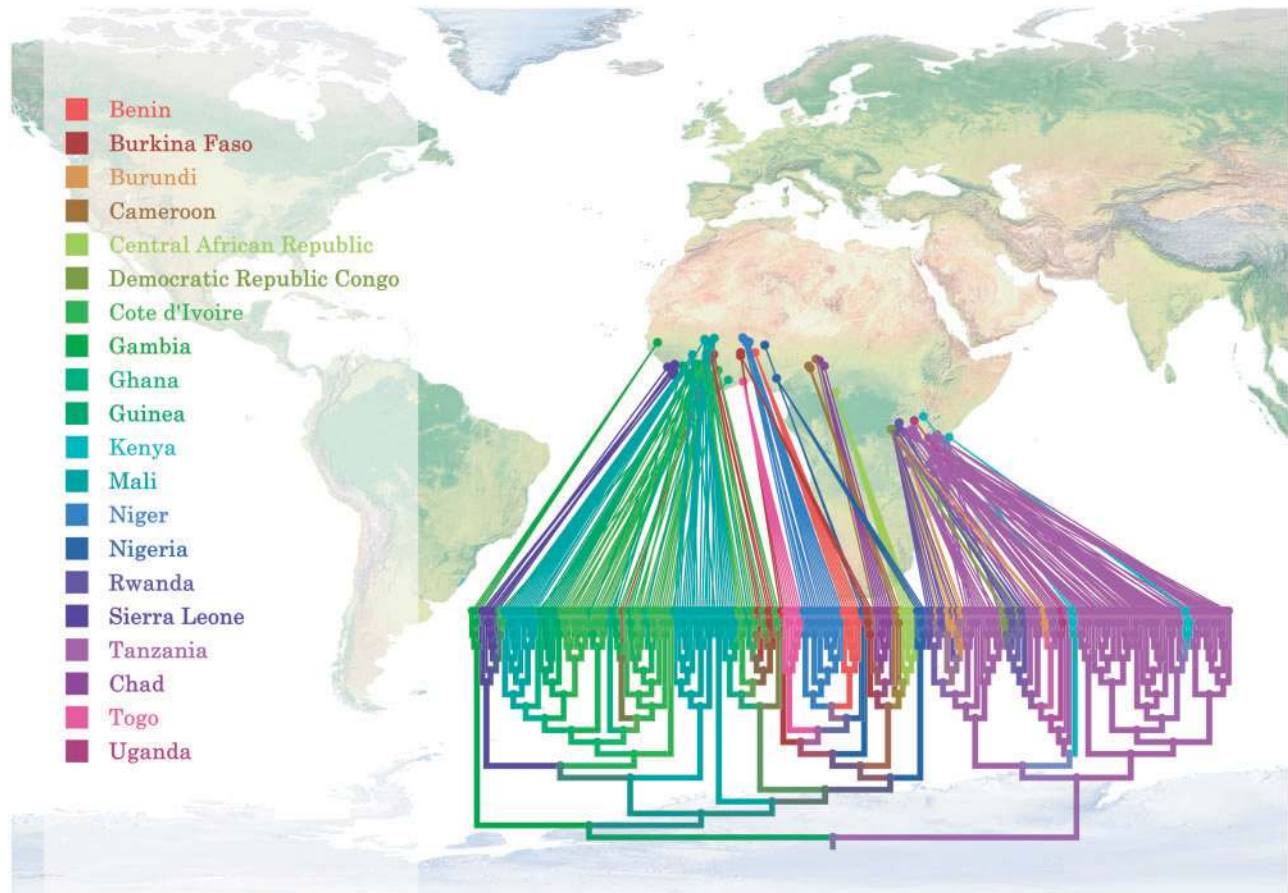 Benin
Burkina Faso
Burundi
Cameroon
Central African Republic
Democratic Republic Congo
Cote d'Ivoire
Gambia
Ghana
Guinea
Kenya
Mali
Niger
Nigeria
Rwanda
Sierra Leone
Tanzania
Chad
Togo
Uganda